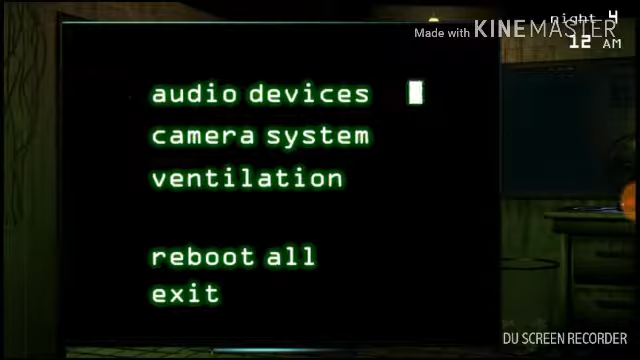 night 4
Made with KINEMASTER
12 AM
audio devices
camera system
ventilation
reboot all
exit
DU SCREEN RECORDER